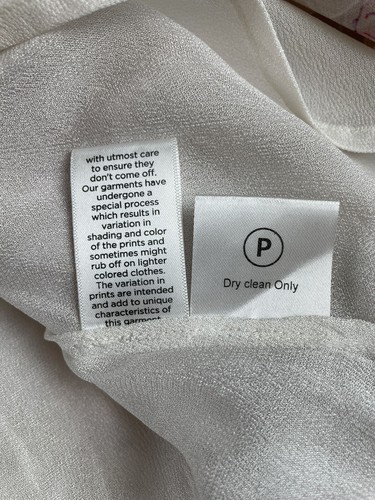 with utmost care
to ensure they
don't come off.
Our garments have
undergone a
special process
which results in
variation in
shading and color
of the prints and
sometimes might
rub off on lighter
colored clothes.
The variation in
prints are intended
and add to unique
characteristics of
this garment
P
Dry clean Only